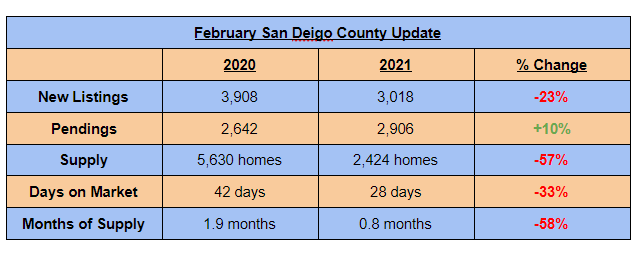 February San Deigo County Update
2020 2021 % Change
New Listings 3,908 3,018 -23%
Pendings 2,642 2,906 +10%
Supply 5,630 homes 2,424 homes -57%
Days on Market 42 days 28 days -33%
Months of Supply 1.9 months 0.8 months -58%